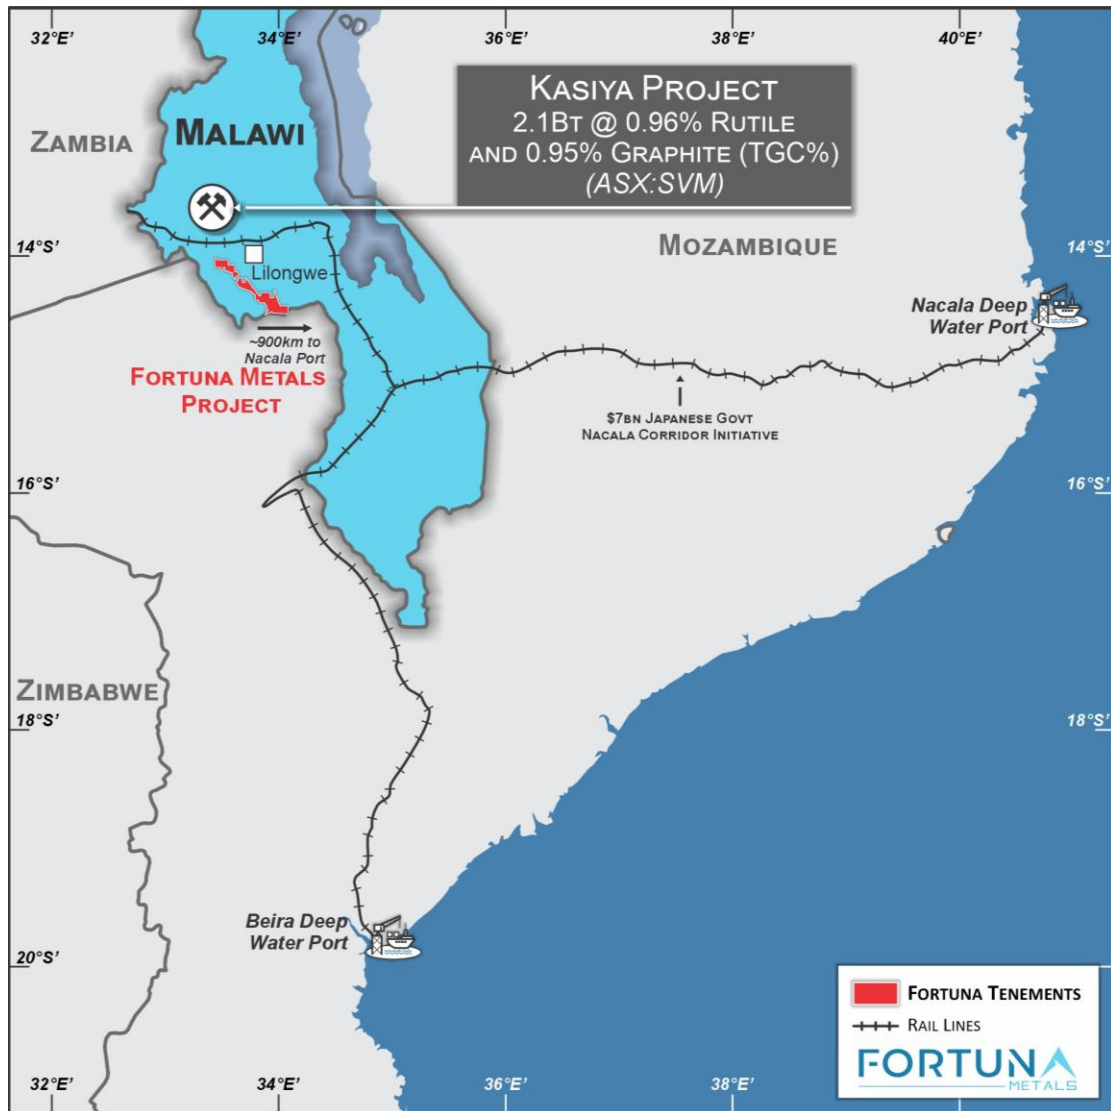 32°E’
34°E’
36°E’
38°E’
40°E’
KASIYA PROJECT
2.1BT @ 0.96% RUTILE
AND 0.95% GRAPHITE (TGC%)
(ASX:SVM)
ZAMBIA
MALAWI
14°S’
MOZAMBIQUE
14°S’
Lilongwe
Nacala Deep
Water Port
~900km to
Nacala Port
FORTUNA METALS
PROJECT
$7BN JAPANESE GOVT
NACALA CORRIDOR INITIATIVE
16°S’
16°S’
ZIMBABWE
18°S’
18°S’
Beira Deep
Water Port
20°S’
FORTUNA TENEMENTS
RAIL LINES
FORTUNA
METALS
32°E’
34°E’
36°E’
38°E’